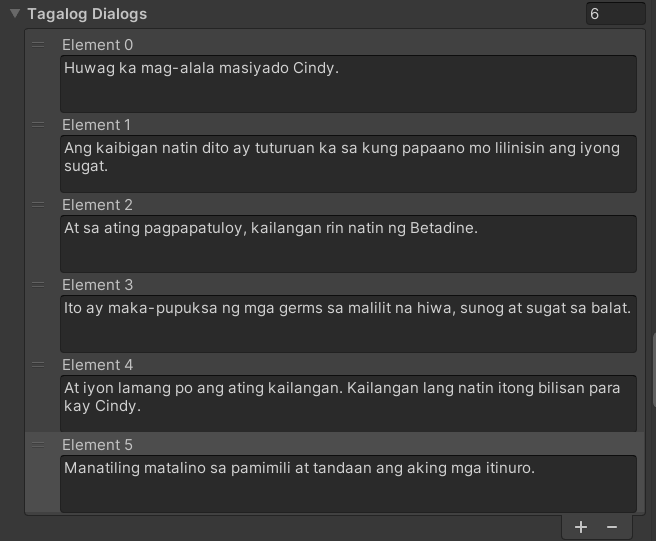 Tagalog Dialogs
6
Element 0
Huwag ka mag-alala masiyado Cindy.
Element 1
Ang kaibigan natin dito ay tuturuan ka sa kung papaano mo lilinisin ang iyong
sugat.
Element 2
At sa ating pagpapatuloy, kailangan rin natin ng Betadine.
Element 3
Ito ay maka-pupuksa ng mga germs sa malilit na hiwa, sunog at sugat sa balat.
Element 4
At iyon lamang po ang ating kailangan. Kailangan lang natin itong bilisan para
kay Cindy.
Element 5
Manatiling matalino sa pamimili at tandaan ang aking mga itinuro.